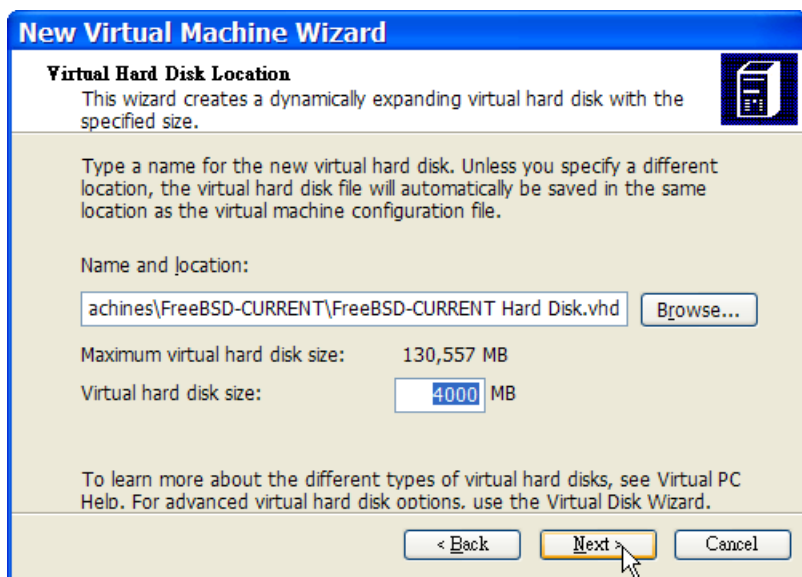 New Virtual Machine Wizard
Virtual Hard Disk Location
This wizard creates a dynamically expanding virtual hard disk with the
specified size.
Type a name for the new virtual hard disk. Unless you specify a different
location, the virtual hard disk file will automatically be saved in the same
location as the virtual machine configuration file.
Name and location:
achines\FreeBSD-CURRENT\FreeBSD-CURRENT Hard Disk.vhd
Browse...
Maximum virtual hard disk size: 130,557 MB
Virtual hard disk size: 4000 MB
To learn more about the different types of virtual hard disks, see Virtual PC
Help. For advanced virtual hard disk options, use the Virtual Disk Wizard.
< Back Next > Cancel